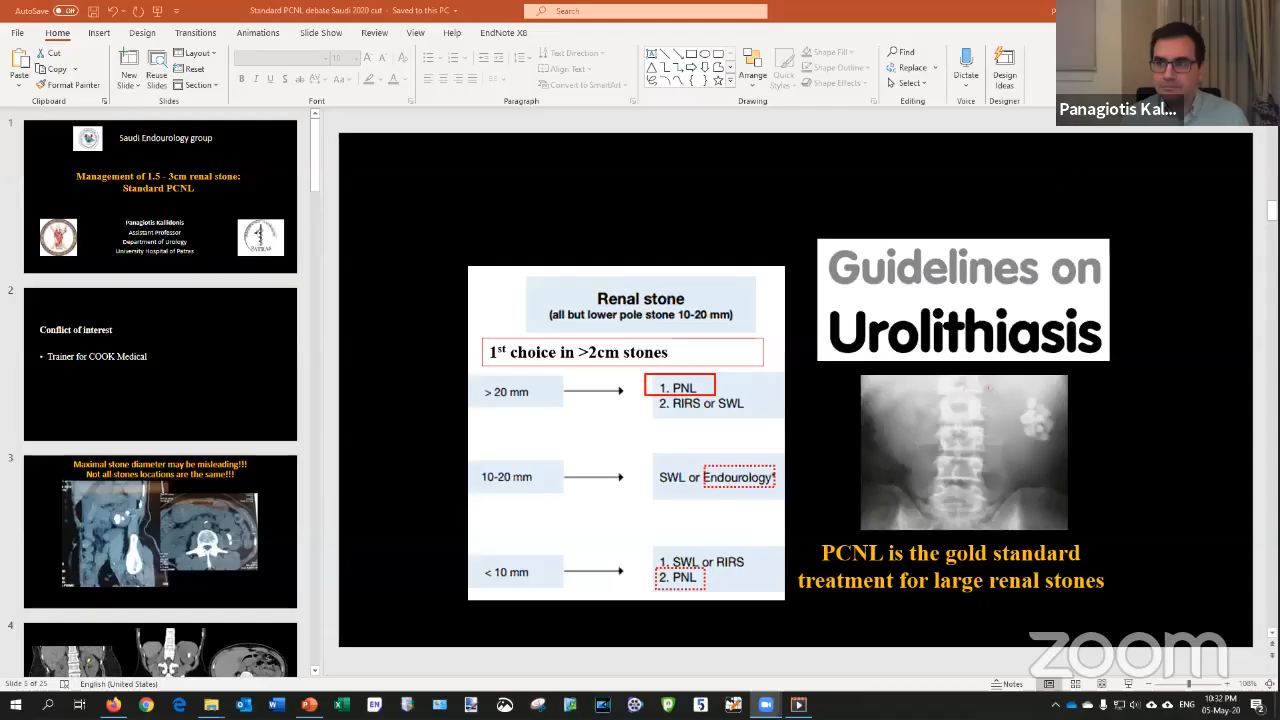 AutoSave Off
Standard PCNL debate Saudi 2020 cut - Saved to this PC
Search
File Home Insert Design Transitions Animations Slide Show Review View Help EndNote X8
Paste
Cut
Copy
Format Painter
Clipboard
New Slide
Reuse Slides
Layout
Reset
Section
Slides
Font
Text Direction
Align Text
Convert to SmartArt
Paragraph
Arrange
Quick Styles
Shape Fill
Shape Outline
Shape Effects
Drawing
Find
Replace
Select
Editing
Dictate
Voice
Design Ideas
Designer
Panagiotis Kal...
1
Saudi Endourology group
Management of 1.5 - 3cm renal stone:
Standard PCNL
Panagiotis Kallidonis
Assistant Professor
Department of Urology
University Hospital of Patras
PATRAS
2
Conflict of interest
• Trainer for COOK Medical
3
Maximal stone diameter may be misleading!!!
Not all stones locations are the same!!!
4
Renal stone
(all but lower pole stone 10-20 mm)
1st choice in >2cm stones
> 20 mm
1. PNL
2. RIRS or SWL
10-20 mm
SWL or Endourology*
< 10 mm
1. SWL or RIRS
2. PNL
Guidelines on
Urolithiasis
PCNL is the gold standard
treatment for large renal stones
zoom
Slide 5 of 25
English (United States)
Notes
108%
10:32 PM
05-May-20